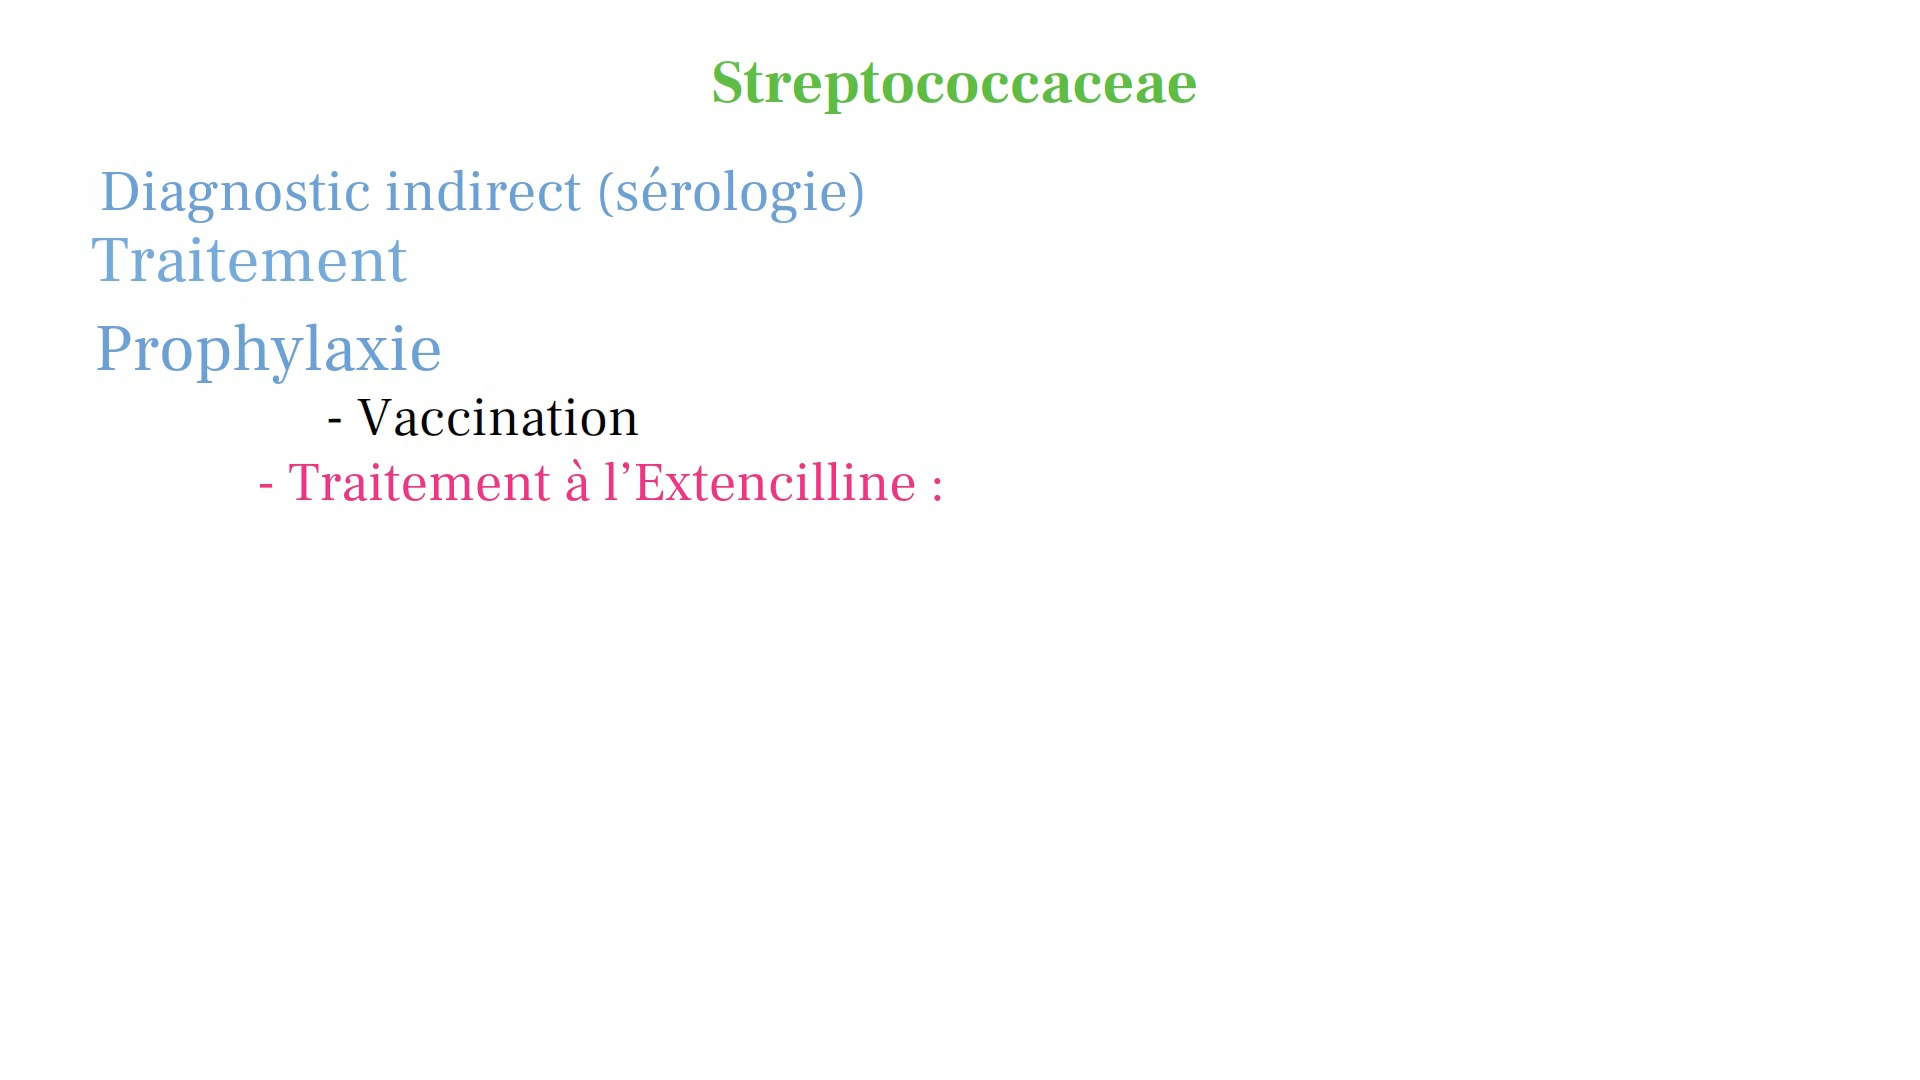 Streptococcaceae
Diagnostic indirect (sérologie)
Traitement
Prophylaxie
- Vaccination
- Traitement à l’Extencilline :